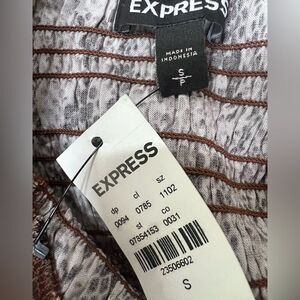 EXPRESS
MADE IN
INDONESIA
S
P
EXPRESS
dp cl sz
0094 0785 1102
st co
07854153 0031
23506602
S